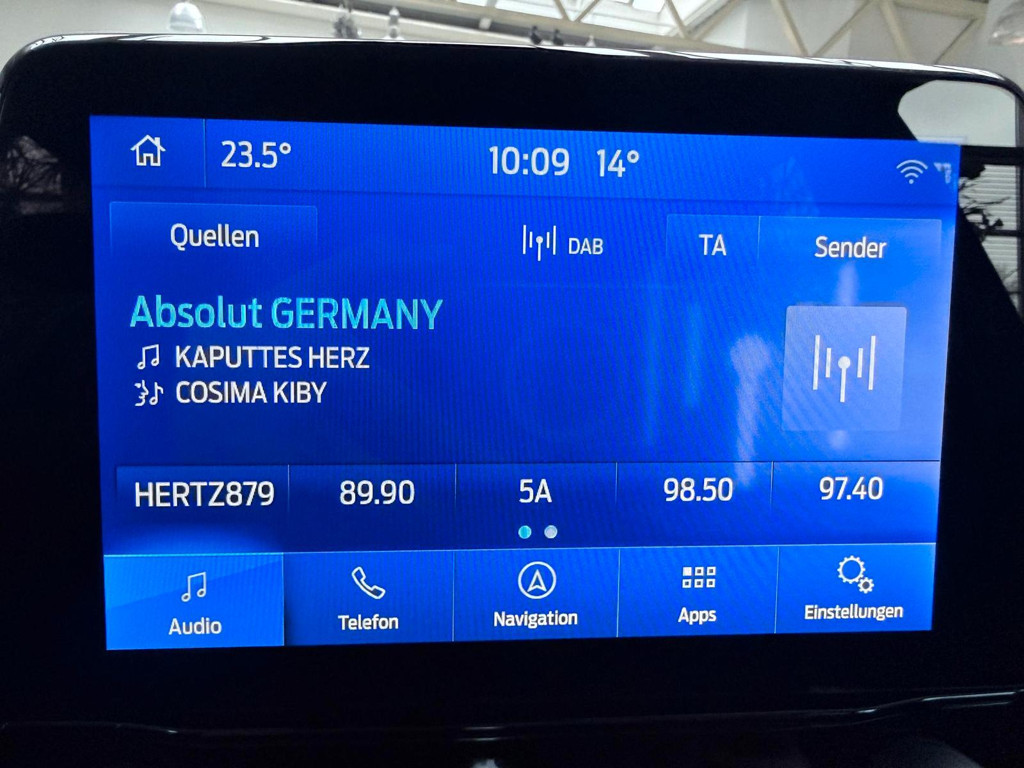 23.5° 10:09 14°
Quellen DAB TA Sender
Absolut GERMANY
KAPUTTES HERZ
COSIMA KIBY
HERTZ879 89.90 5A 98.50 97.40
Audio Telefon Navigation Apps Einstellungen